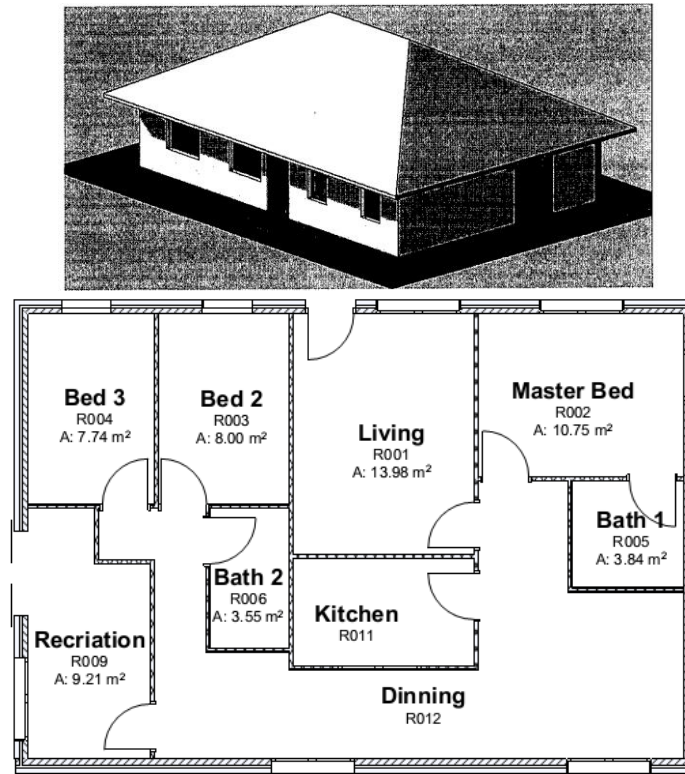 Bed 3
R004
A: 7.74 m²
Bed 2
R003
A: 8.00 m²
Living
R001
A: 13.98 m²
Master Bed
R002
A: 10.75 m²
Bath 1
R005
A: 3.84 m²
Bath 2
R006
A: 3.55 m²
Kitchen
R011
Recriation
R009
A: 9.21 m²
Dinning
R012